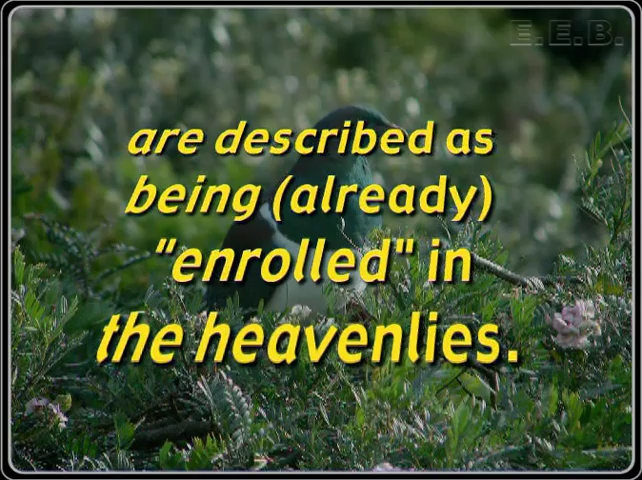 E.E.B.
are described as
being (already)
"enrolled" in
the heavenlies.